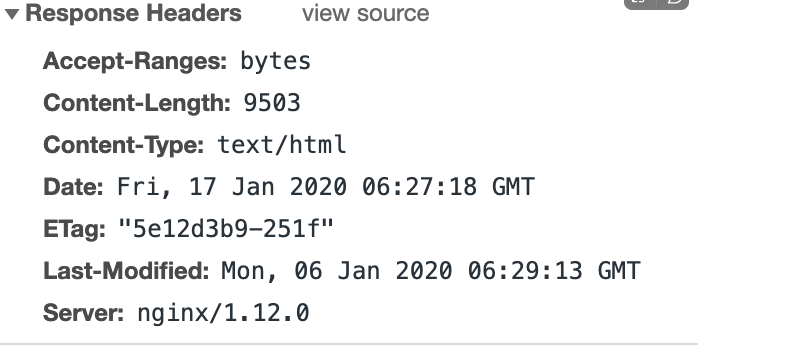 Response Headers view source
Accept-Ranges: bytes
Content-Length: 9503
Content-Type: text/html
Date: Fri, 17 Jan 2020 06:27:18 GMT
ETag: "5e12d3b9-251f"
Last-Modified: Mon, 06 Jan 2020 06:29:13 GMT
Server: nginx/1.12.0